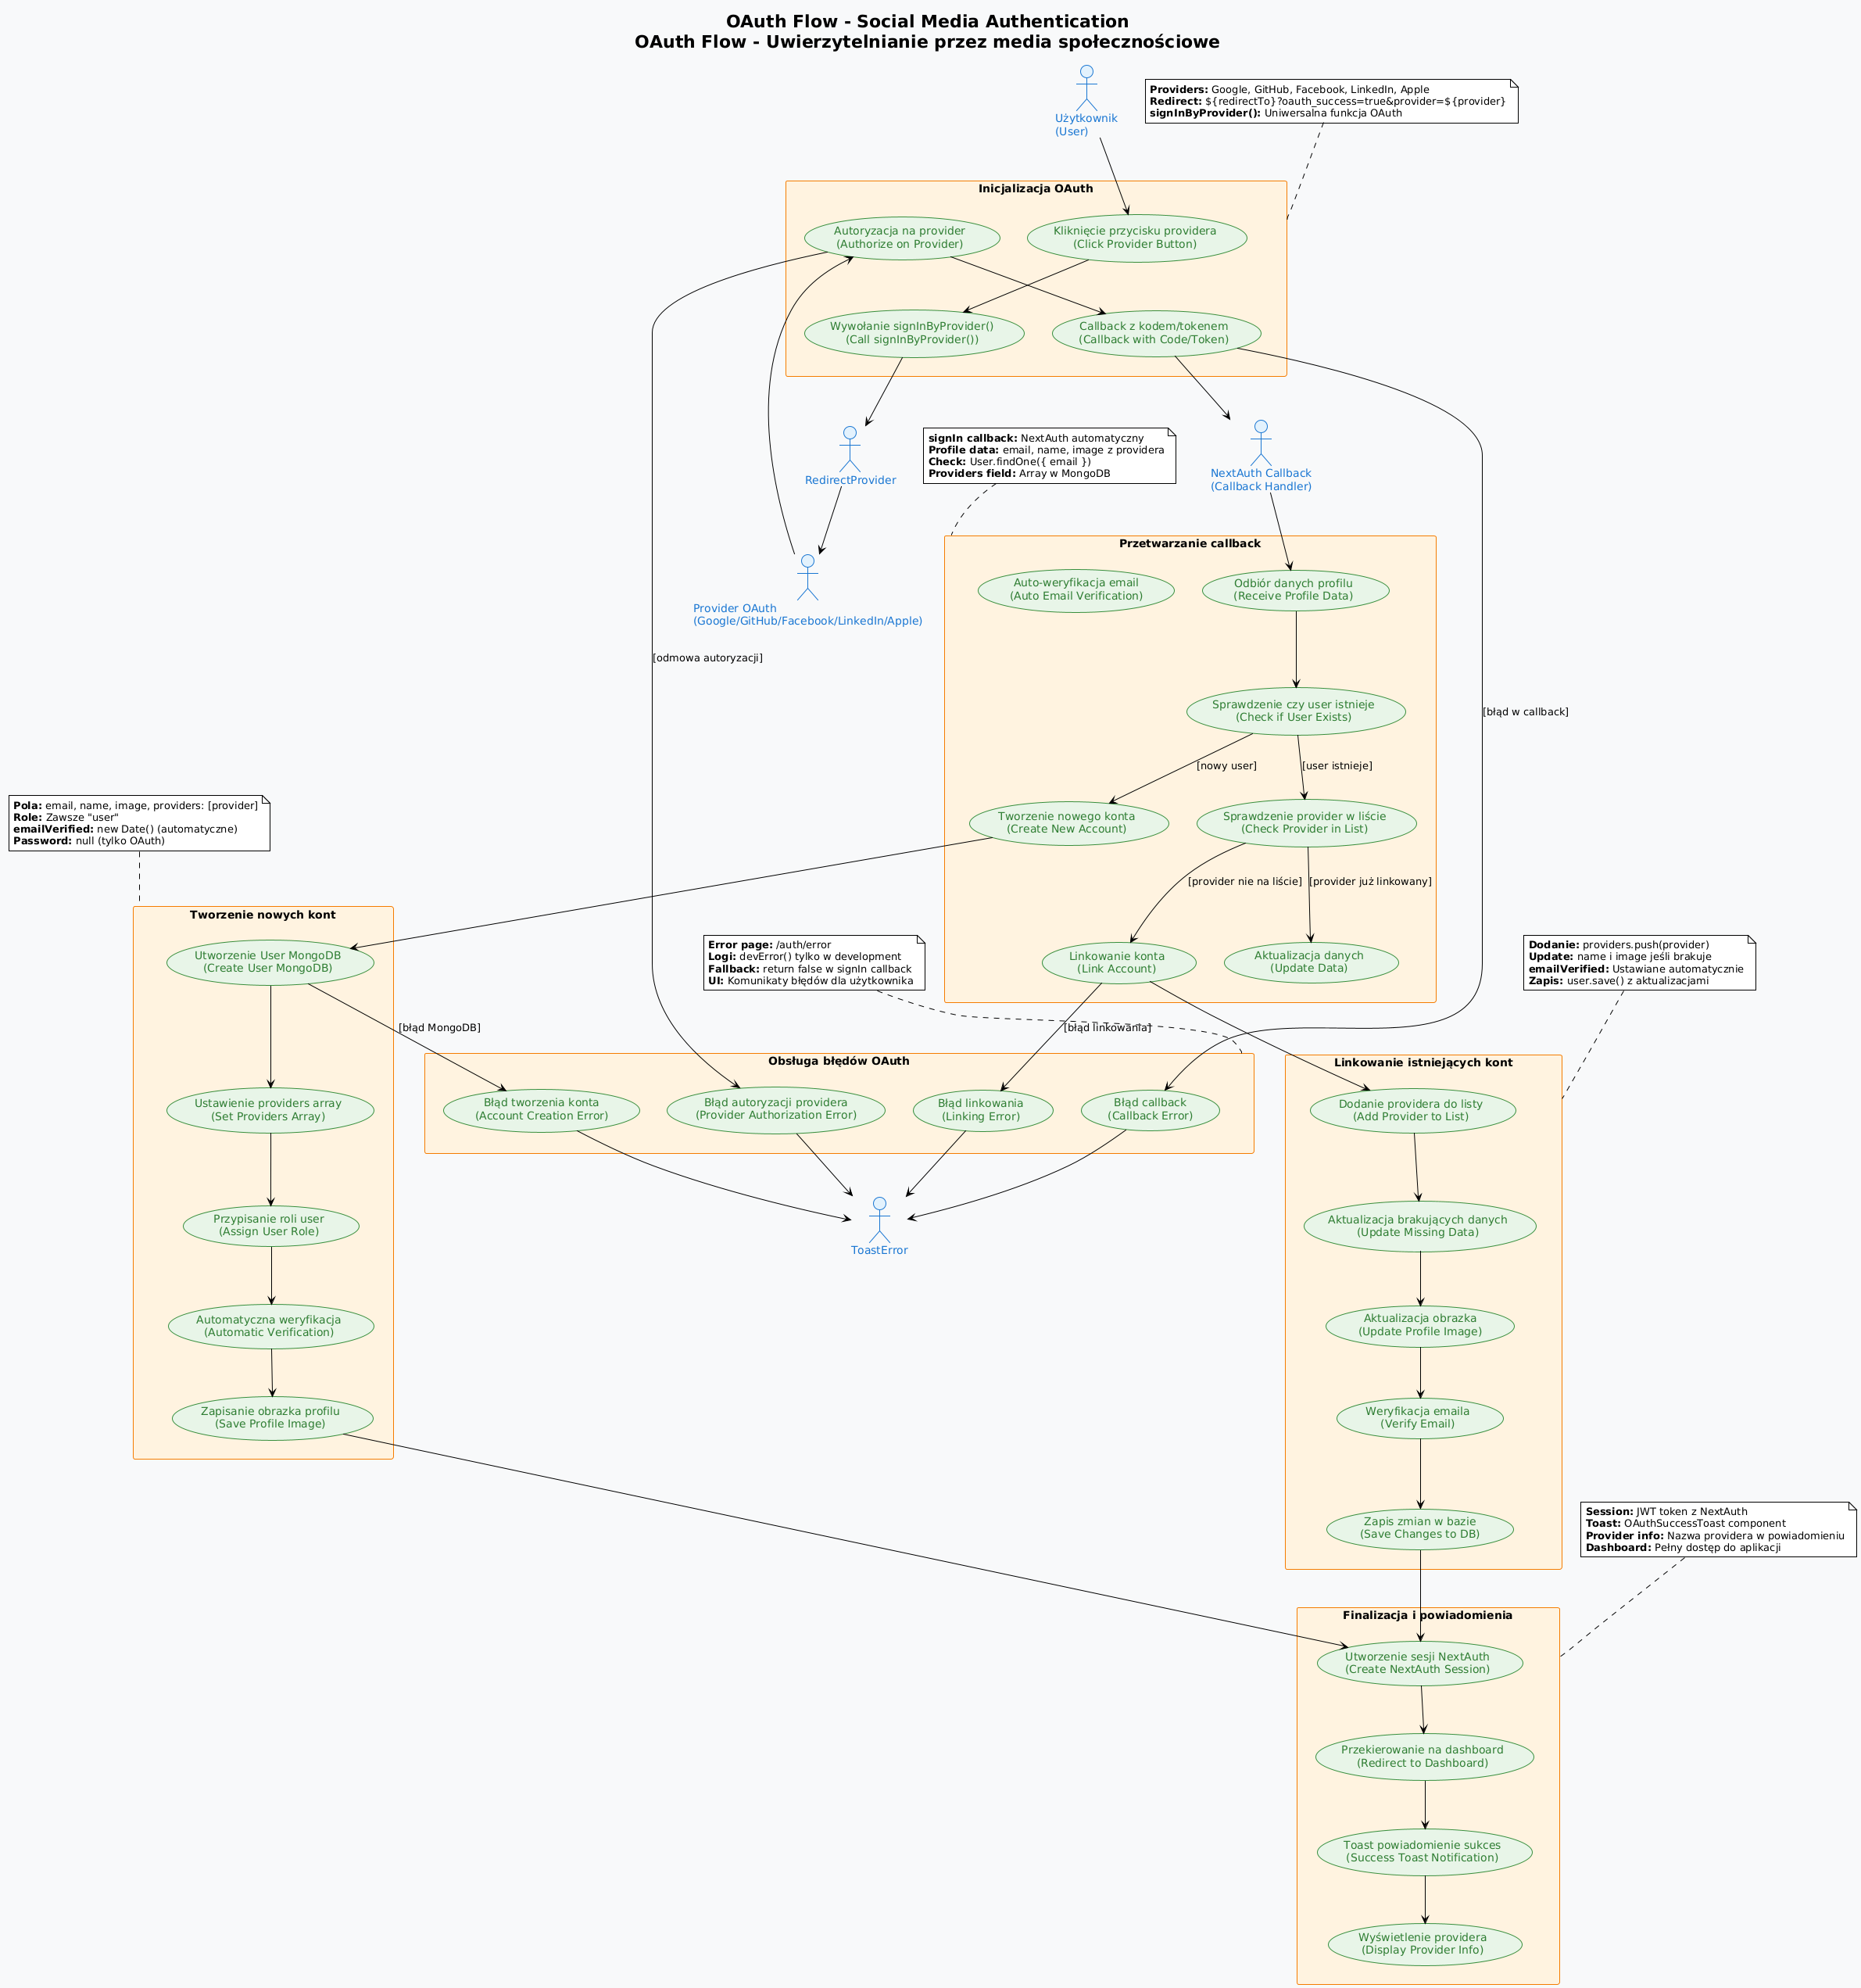 OAuth Flow - Social Media Authentication
OAuth Flow - Uwierzytelnianie przez media społecznościowe
Użytkownik
(User)
Providers: Google, GitHub, Facebook, LinkedIn, Apple
Redirect: ${redirectTo}?oauth_success=true&provider=${provider}
signInByProvider(): Uniwersalna funkcja OAuth
Inicjalizacja OAuth
Autoryzacja na provider
(Authorize on Provider)
Kliknięcie przycisku providera
(Click Provider Button)
Wywołanie signInByProvider()
(Call signInByProvider())
Callback z kodem/tokenem
(Callback with Code/Token)
RedirectProvider
signIn callback: NextAuth automatyczny
Profile data: email, name, image z providera
Check: User.findOne({ email })
Providers field: Array w MongoDB
NextAuth Callback
(Callback Handler)
Provider OAuth
(Google/GitHub/Facebook/LinkedIn/Apple)
Przetwarzanie callback
Auto-weryfikacja email
(Auto Email Verification)
Odbiór danych profilu
(Receive Profile Data)
[odmowa autoryzacji]
Sprawdzenie czy user istnieje
(Check if User Exists)
[błąd w callback]
[nowy user]
[user istnieje]
Tworzenie nowego konta
(Create New Account)
Sprawdzenie provider w liście
(Check Provider in List)
Pola: email, name, image, providers: [provider]
Role: Zawsze "user"
emailVerified: new Date() (automatyczne)
Password: null (tylko OAuth)
[provider nie na liście]
[provider już linkowany]
Tworzenie nowych kont
Utworzenie User MongoDB
(Create User MongoDB)
Error page: /auth/error
Logi: devError() tylko w development
Fallback: return false w signIn callback
UI: Komunikaty błędów dla użytkownika
Linkowanie konta
(Link Account)
Aktualizacja danych
(Update Data)
Dodanie: providers.push(provider)
Update: name i image jeśli brakuje
emailVerified: Ustawiane automatycznie
Zapis: user.save() z aktualizacjami
[błąd MongoDB]
[błąd linkowania]
Obsługa błędów OAuth
Linkowanie istniejących kont
Ustawienie providers array
(Set Providers Array)
Błąd tworzenia konta
(Account Creation Error)
Błąd autoryzacji providera
(Provider Authorization Error)
Błąd linkowania
(Linking Error)
Błąd callback
(Callback Error)
Dodanie providera do listy
(Add Provider to List)
Przypisanie roli user
(Assign User Role)
ToastError
Aktualizacja brakujących danych
(Update Missing Data)
Automatyczna weryfikacja
(Automatic Verification)
Aktualizacja obrazka
(Update Profile Image)
Zapisanie obrazka profilu
(Save Profile Image)
Weryfikacja emaila
(Verify Email)
Zapis zmian w bazie
(Save Changes to DB)
Session: JWT token z NextAuth
Toast: OAuthSuccessToast component
Provider info: Nazwa providera w powiadomieniu
Dashboard: Pełny dostęp do aplikacji
Finalizacja i powiadomienia
Utworzenie sesji NextAuth
(Create NextAuth Session)
Przekierowanie na dashboard
(Redirect to Dashboard)
Toast powiadomienie sukces
(Success Toast Notification)
Wyświetlenie providera
(Display Provider Info)